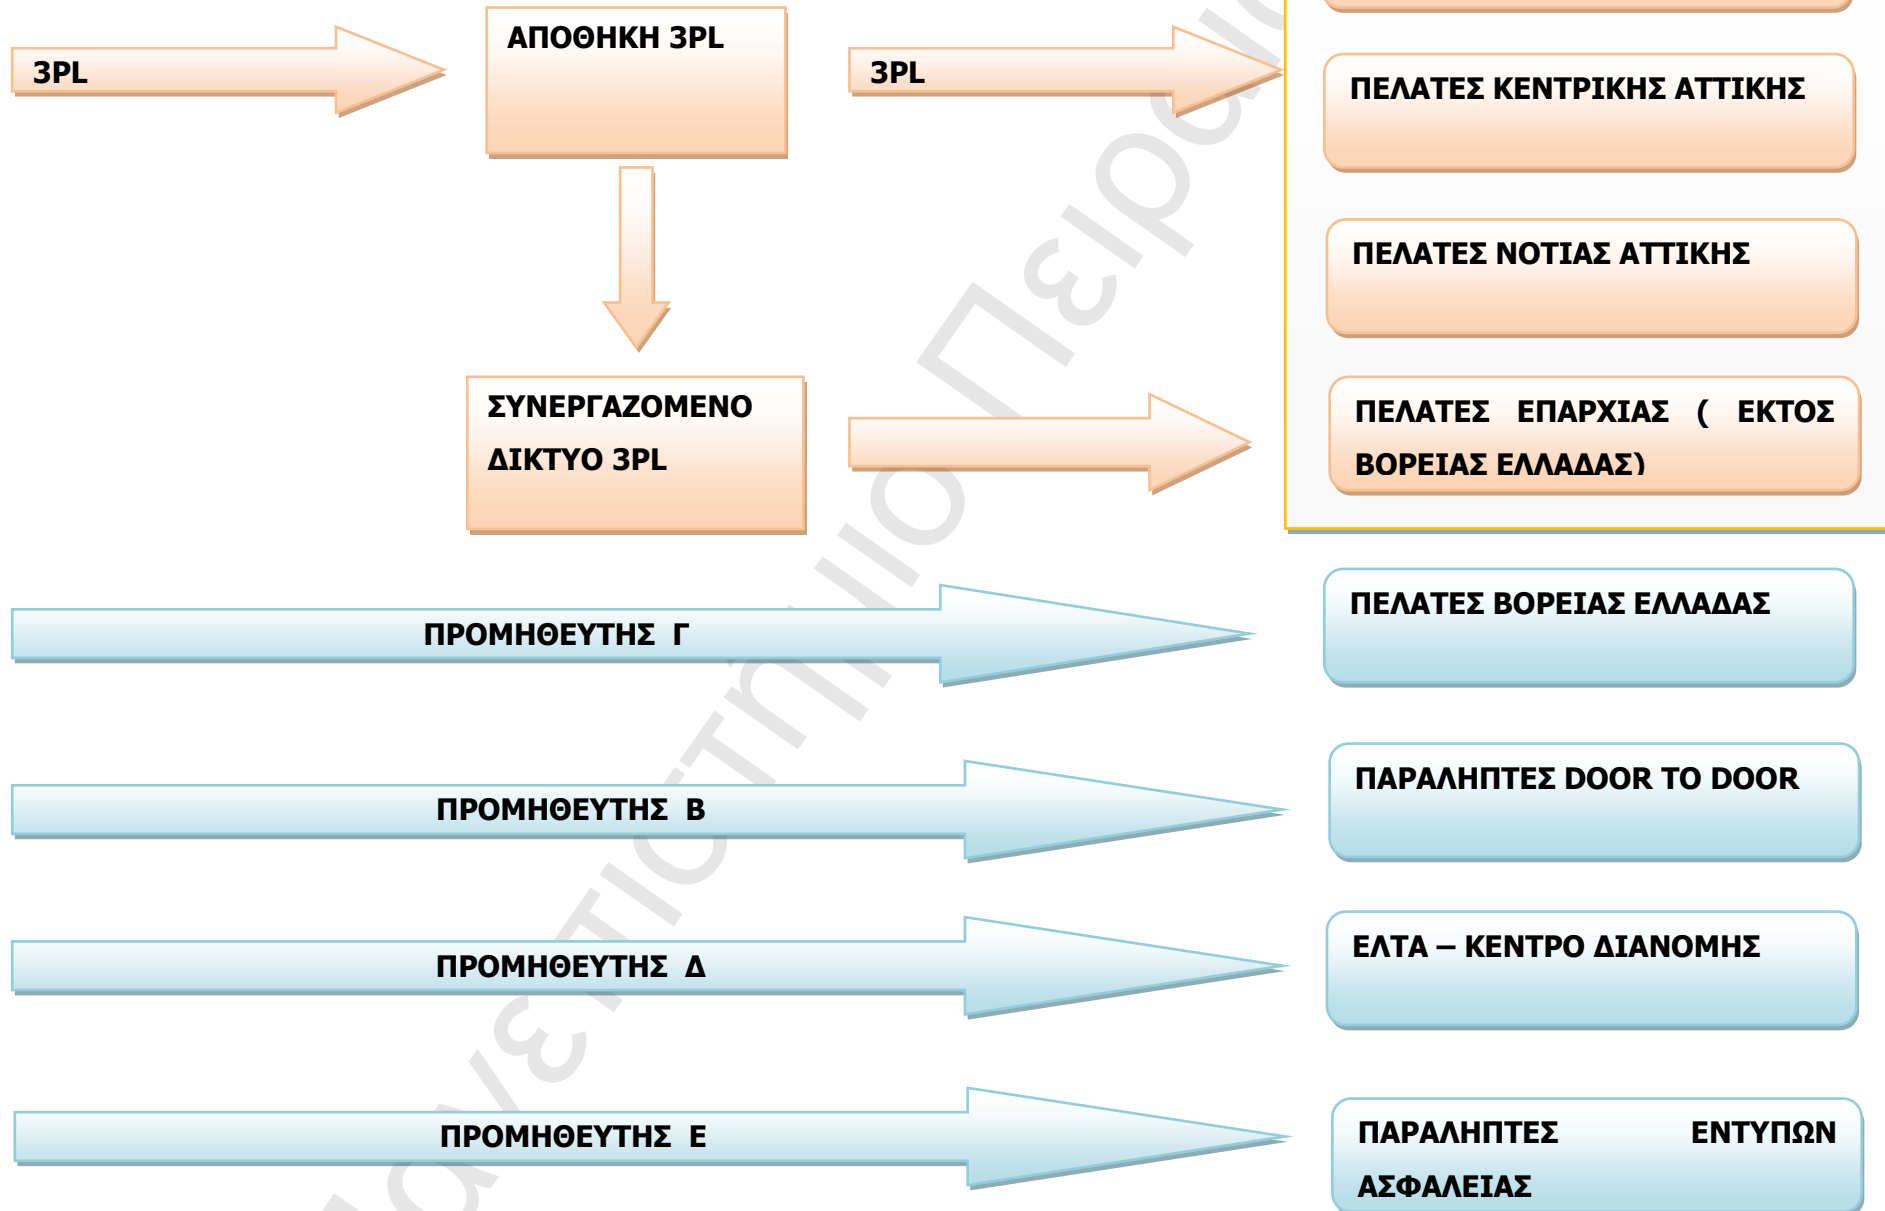 3PL
ΑΠΟΘΗΚΗ 3PL
3PL
ΠΕΛΑΤΕΣ ΚΕΝΤΡΙΚΗΣ ΑΤΤΙΚΗΣ
ΠΕΛΑΤΕΣ ΝΟΤΙΑΣ ΑΤΤΙΚΗΣ
ΣΥΝΕΡΓΑΖΟΜΕΝΟ
ΔΙΚΤΥΟ 3PL
ΠΕΛΑΤΕΣ ΕΠΑΡΧΙΑΣ ( ΕΚΤΟΣ
ΒΟΡΕΙΑΣ ΕΛΛΑΔΑΣ)
ΠΡΟΜΗΘΕΥΤΗΣ Γ
ΠΕΛΑΤΕΣ ΒΟΡΕΙΑΣ ΕΛΛΑΔΑΣ
ΠΡΟΜΗΘΕΥΤΗΣ Β
ΠΑΡΑΛΗΠΤΕΣ DOOR TO DOOR
ΠΡΟΜΗΘΕΥΤΗΣ Δ
ΕΛΤΑ – ΚΕΝΤΡΟ ΔΙΑΝΟΜΗΣ
ΠΡΟΜΗΘΕΥΤΗΣ Ε
ΠΑΡΑΛΗΠΤΕΣ ΕΝΤΥΠΩΝ
ΑΣΦΑΛΕΙΑΣ